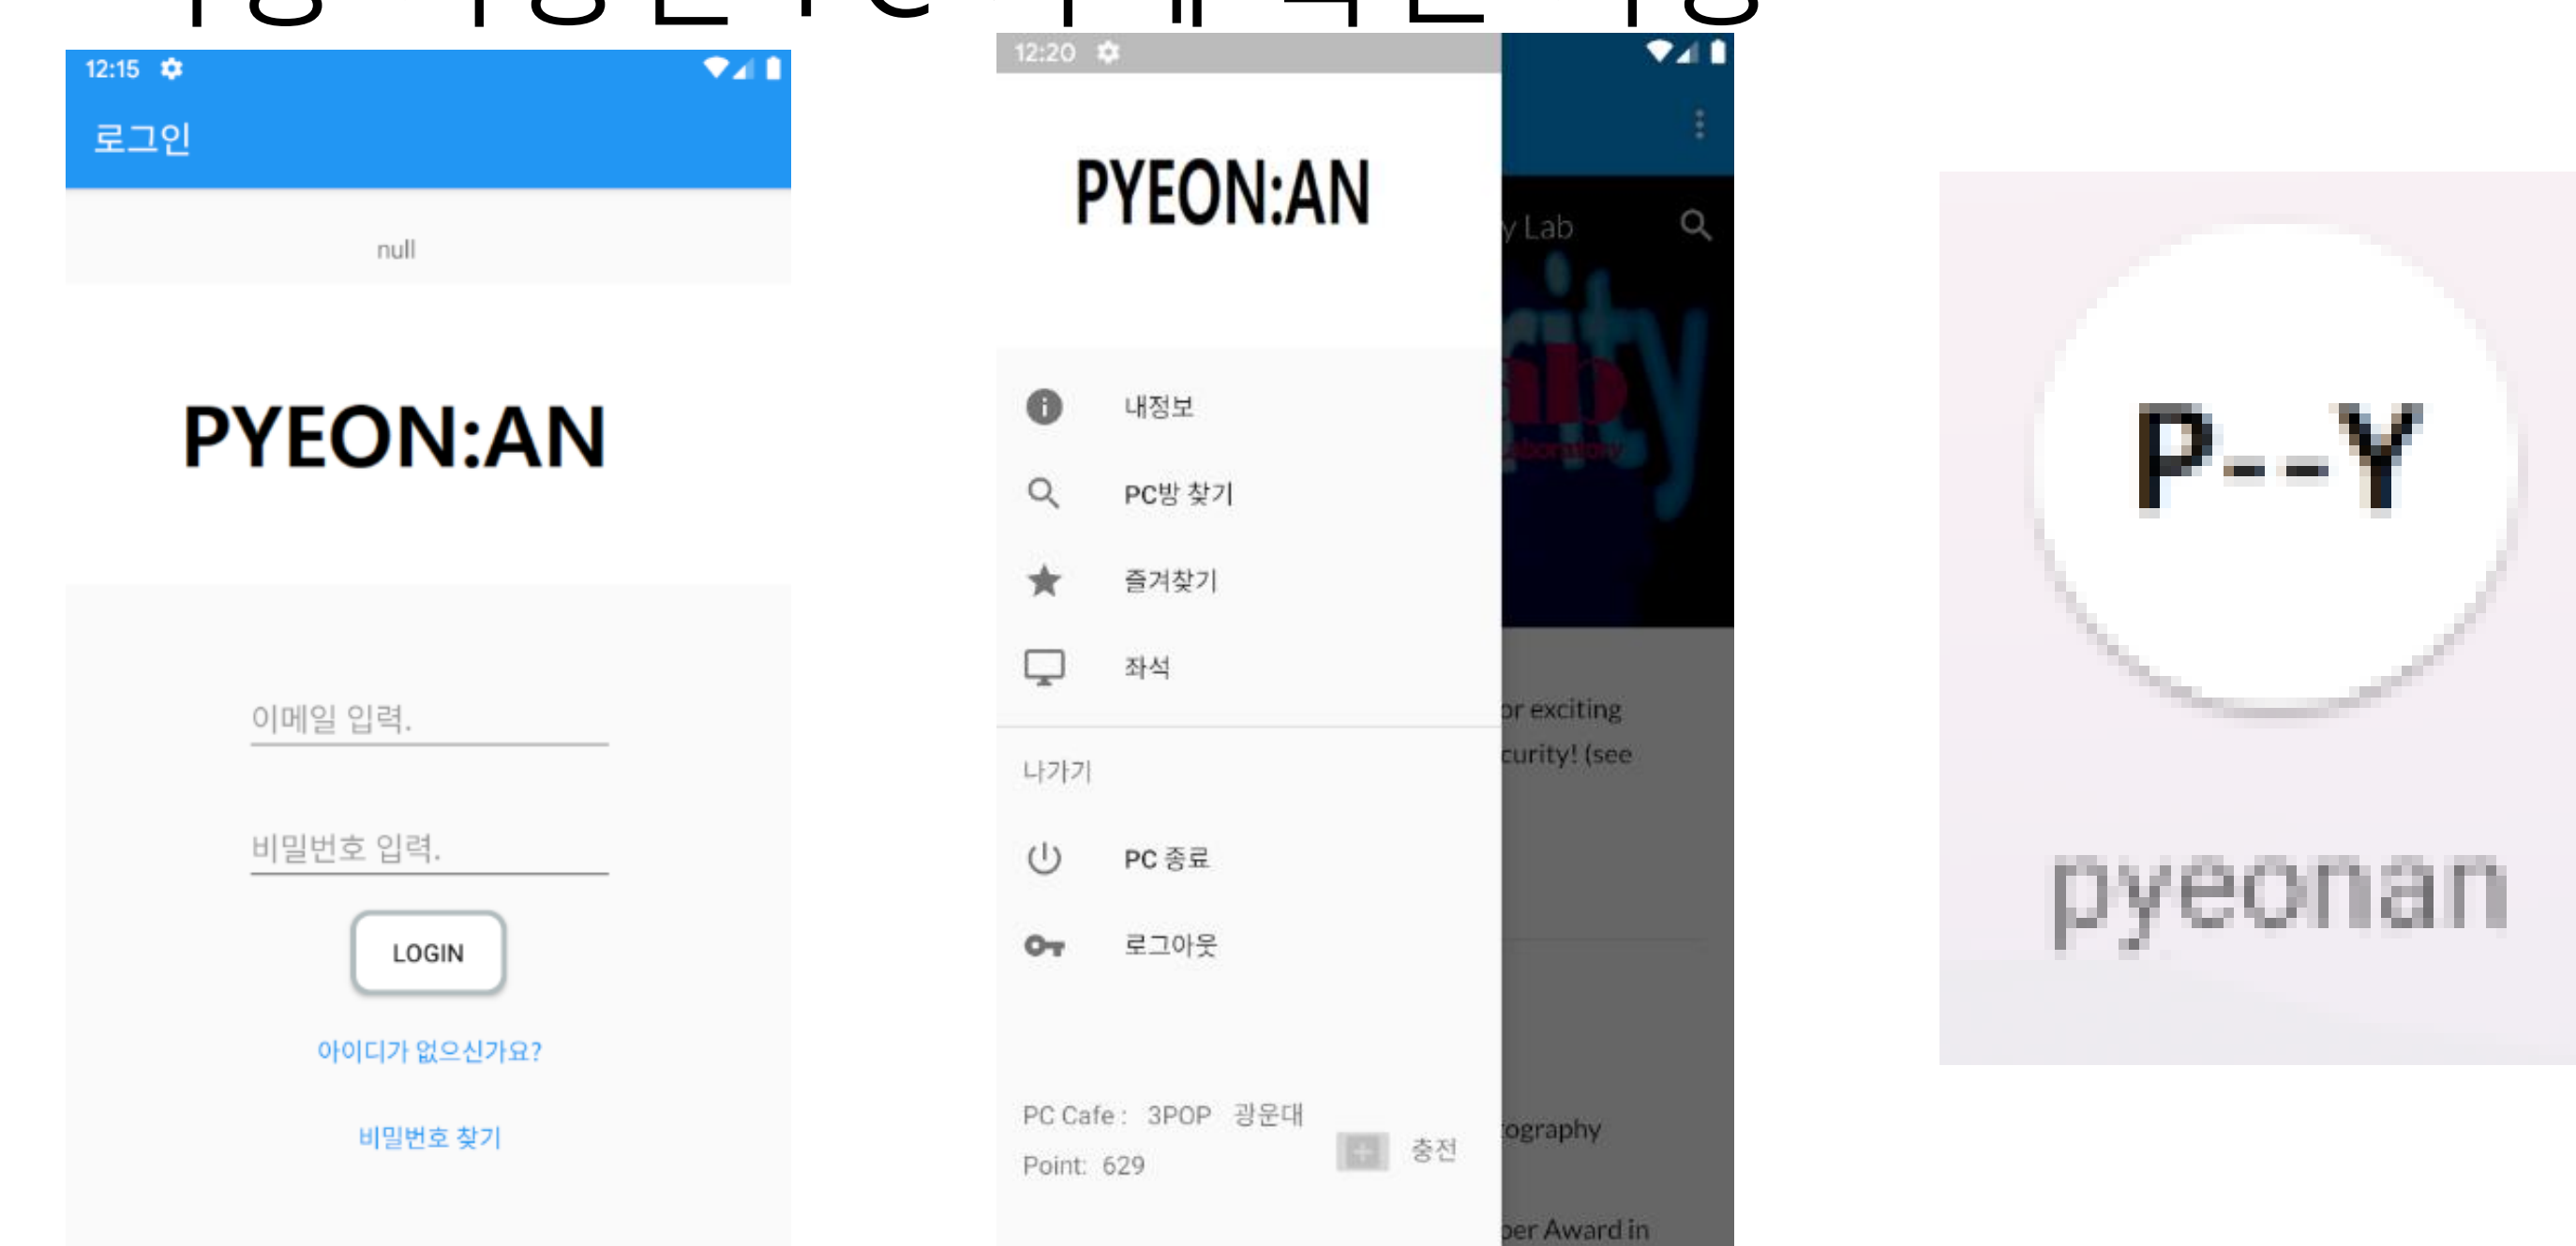 12:15
로그인
null
PYEON:AN
이메일 입력.
비밀번호 입력.
LOGIN
아이디가 없으신가요?
비밀번호 찾기
12:20
PYEON:AN
내정보
PC방 찾기
즐겨찾기
좌석
나가기
PC 종료
로그아웃
PC Cafe : 3POP 광운대
Point: 629
충전
y Lab
rity
ab
aboratory
or exciting
curity! (see
ography
per Award in
P--Y
pyeonan